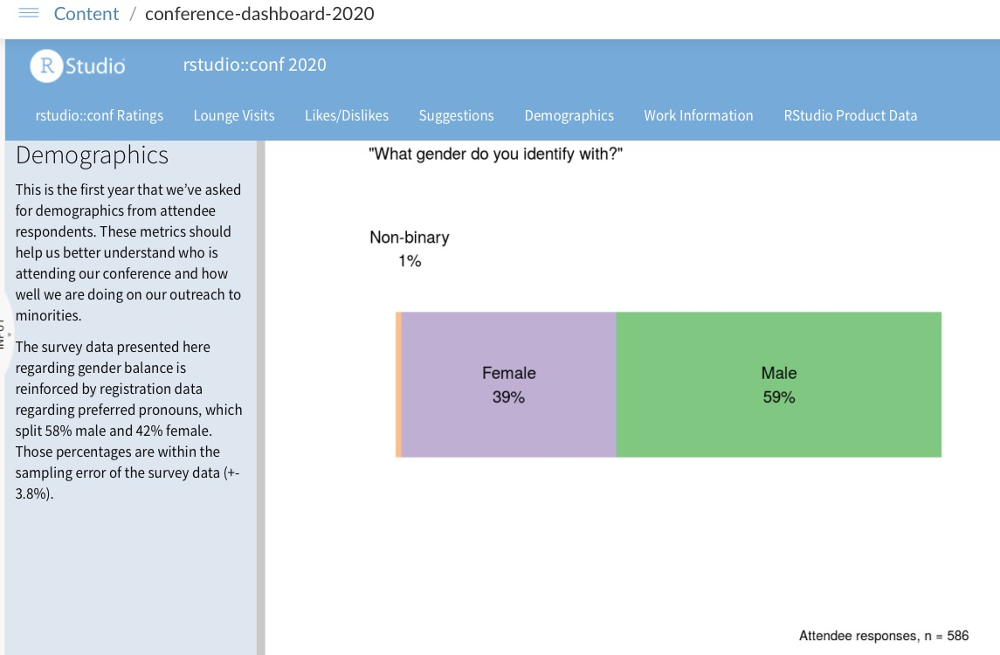 Content / conference-dashboard-2020
R Studio
rstudio::conf 2020
rstudio::conf Ratings
Lounge Visits
Likes/Dislikes
Suggestions
Demographics
Work Information
RStudio Product Data
Demographics
This is the first year that we’ve asked
for demographics from attendee
respondents. These metrics should
help us better understand who is
attending our conference and how
well we are doing on our outreach to
minorities.
The survey data presented here
regarding gender balance is
reinforced by registration data
regarding preferred pronouns, which
split 58% male and 42% female.
Those percentages are within the
sampling error of the survey data (+-
3.8%).
INPUT
"What gender do you identify with?"
Non-binary
1%
Female
39%
Male
59%
Attendee responses, n = 586